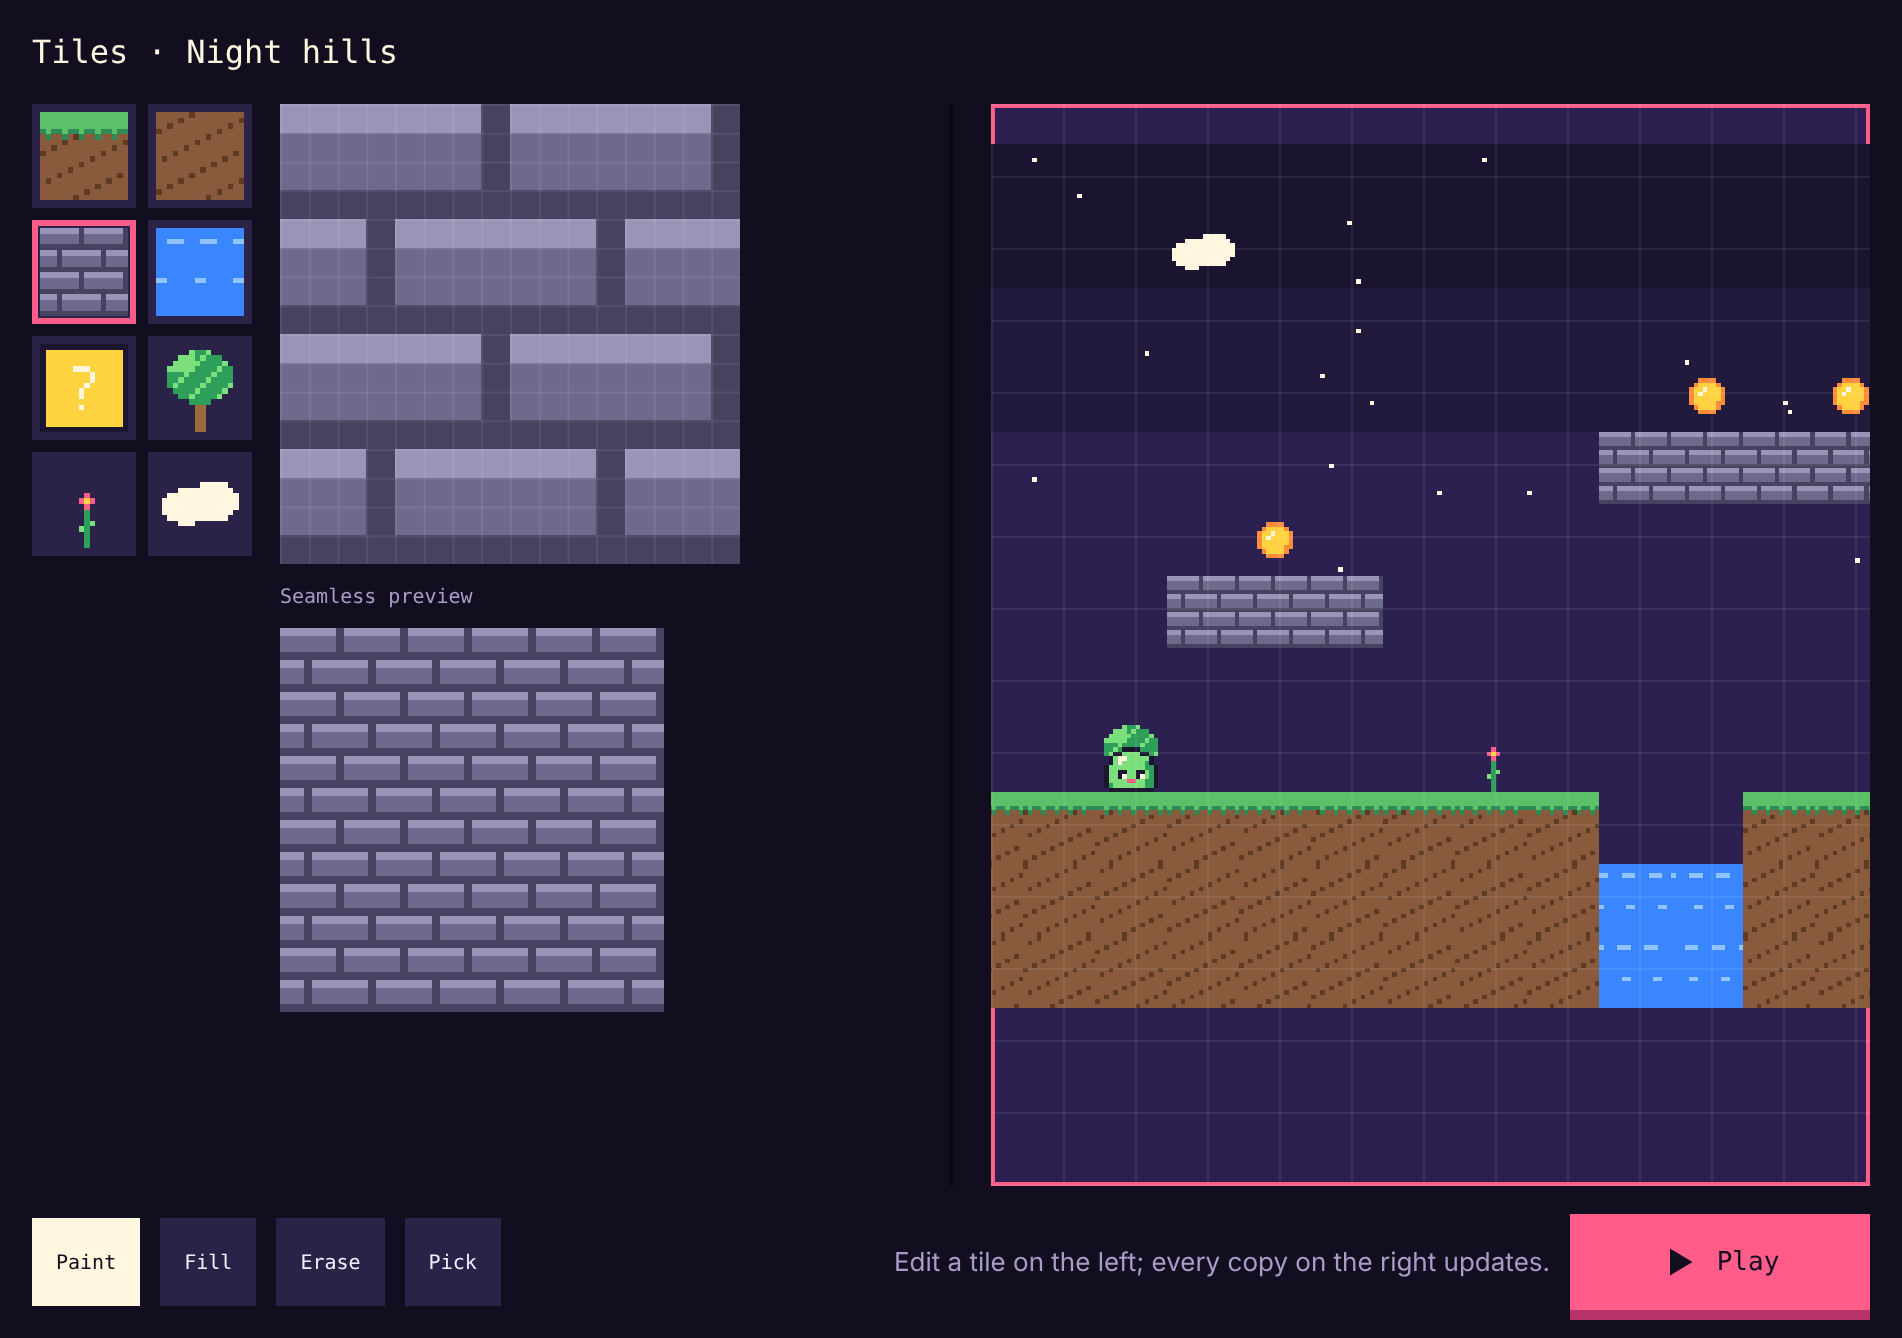 Tiles · Night hills
?
Seamless preview
Paint
Fill
Erase
Pick
Edit a tile on the left; every copy on the right updates.
Play